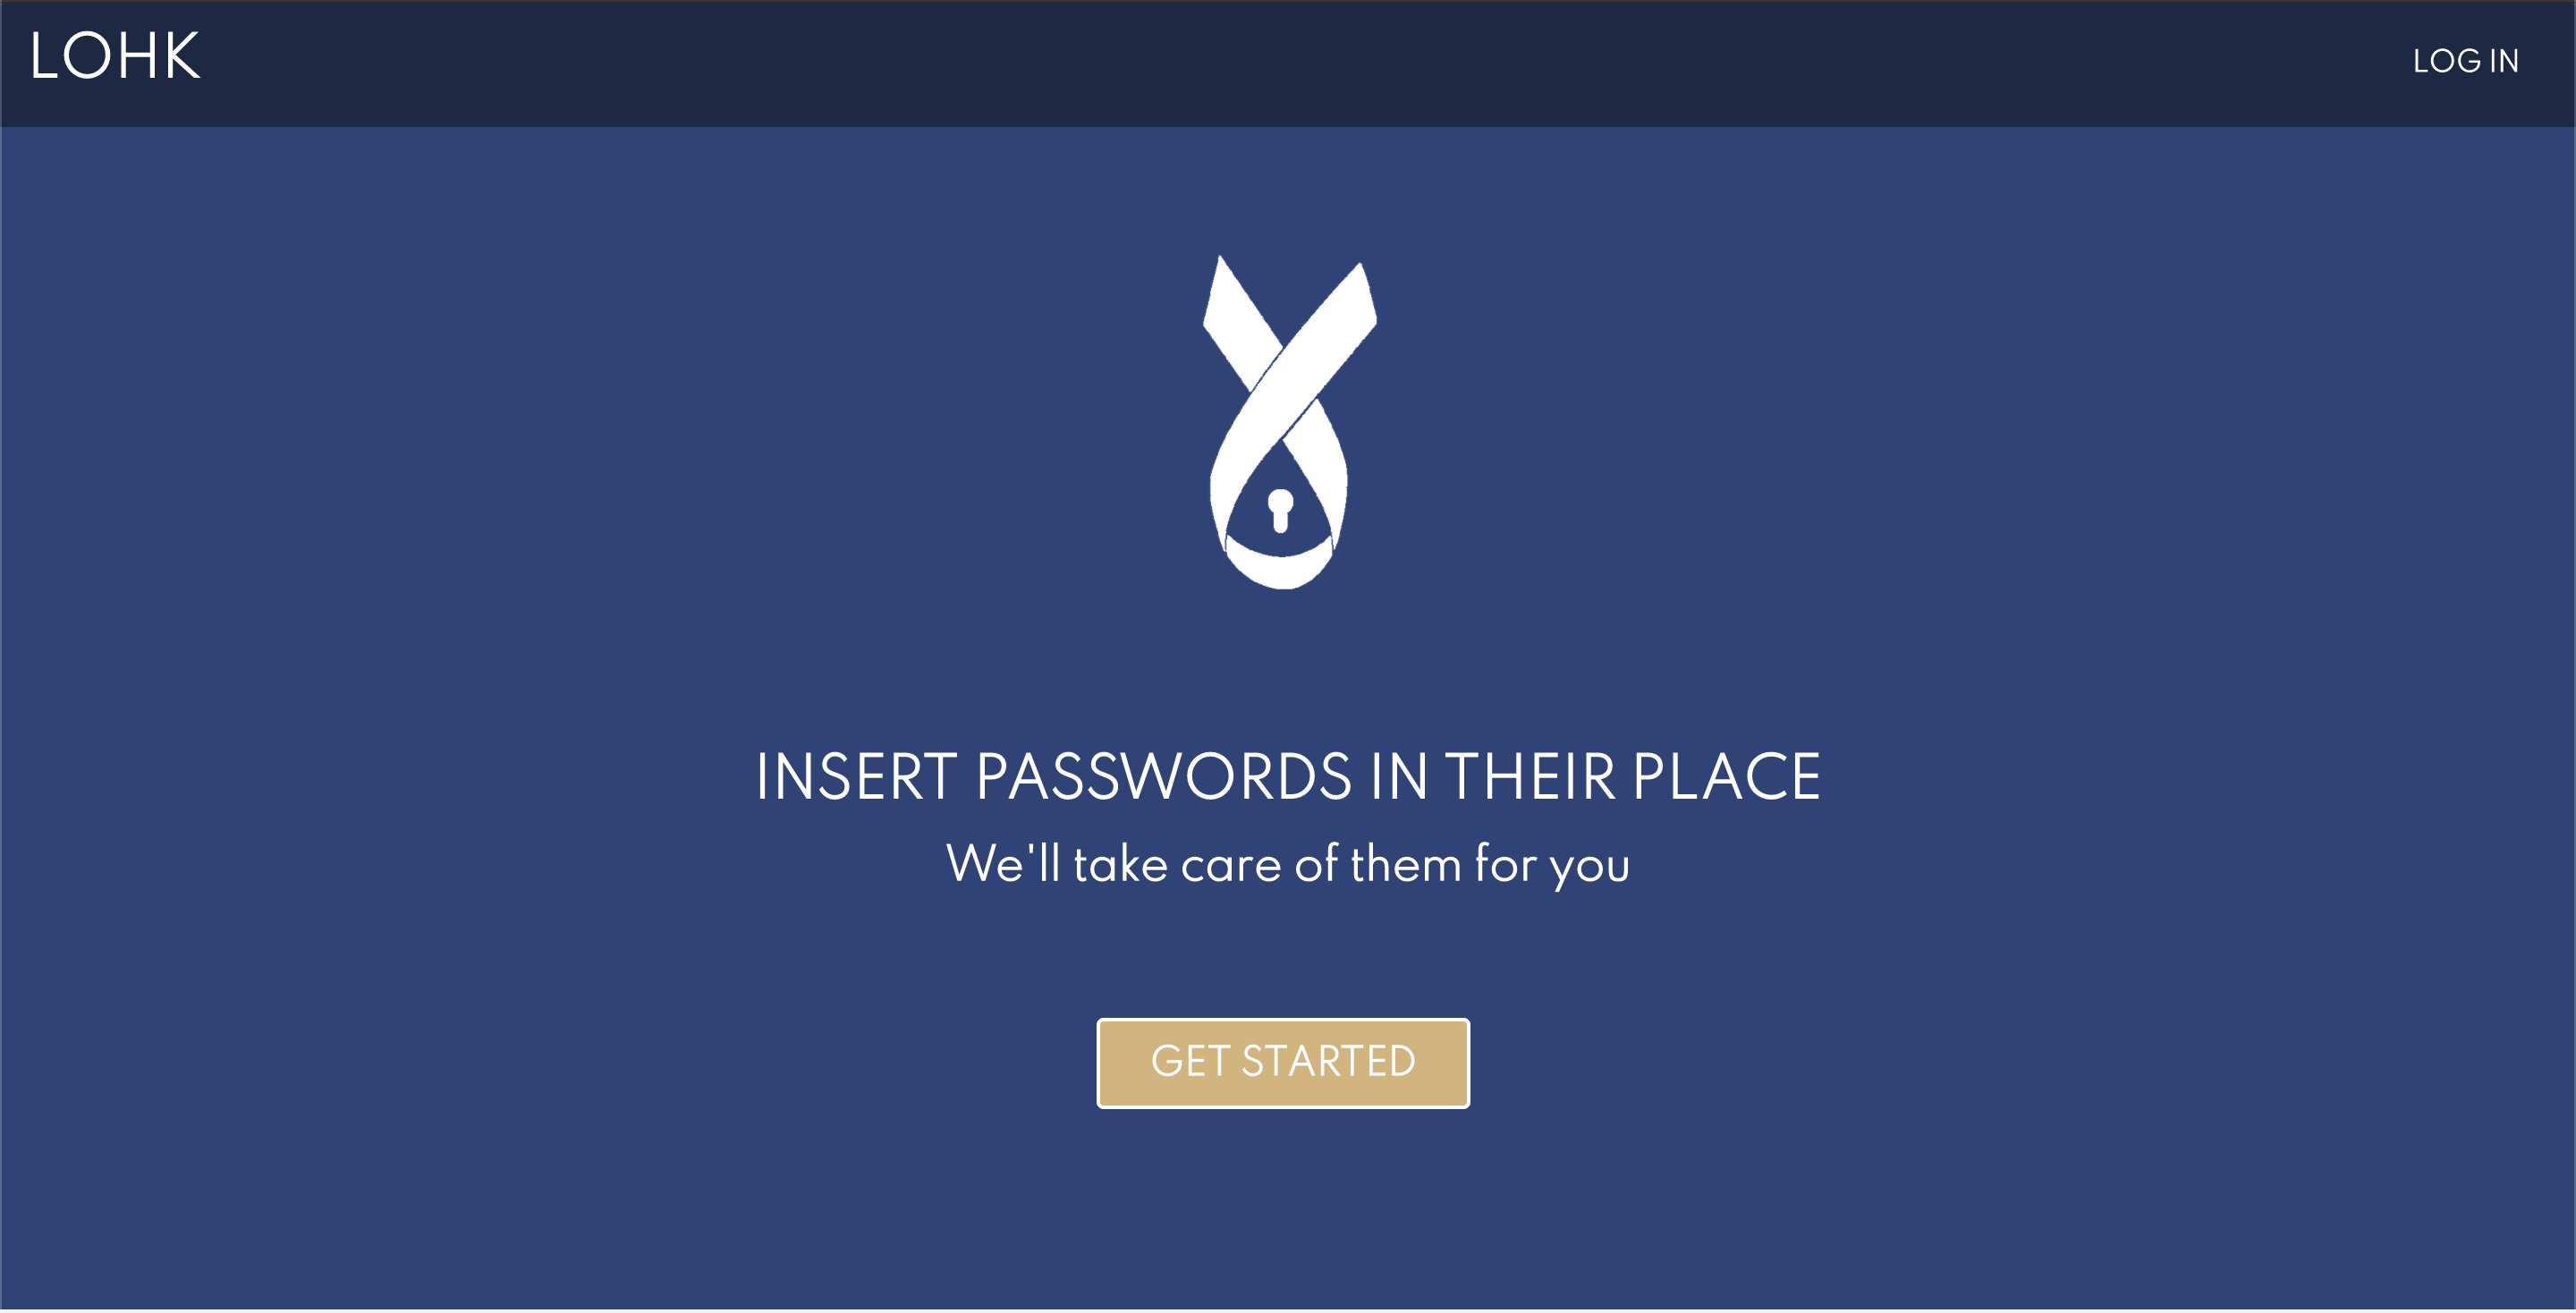 LOHK
LOG IN
INSERT PASSWORDS IN THEIR PLACE
We'll take care of them for you
GET STARTED